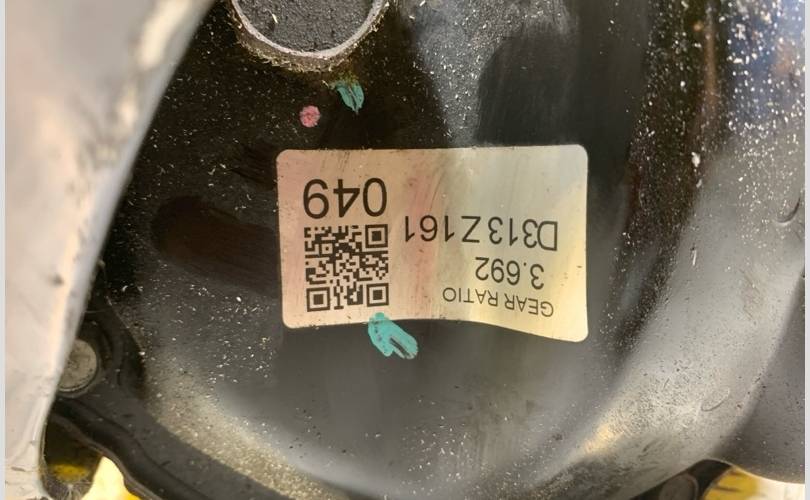 GEAR RATIO
3.692
D313Z161
049